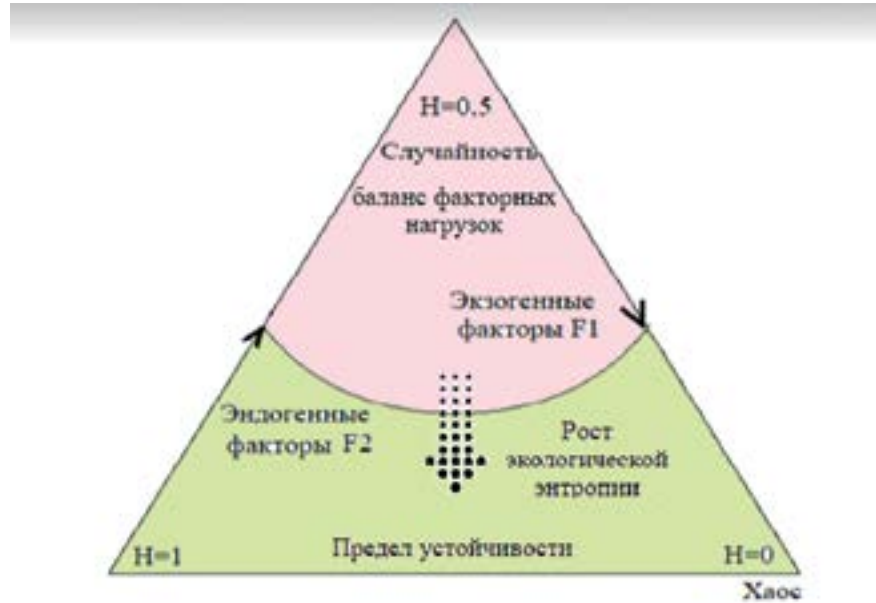 H=0.5
Случайность
баланс факторных
нагрузок
Экзогенные
факторы F1
Эндогенные
факторы F2
Рост
экологической
энтропии
Предел устойчивости
H=1
H=0
Хаос